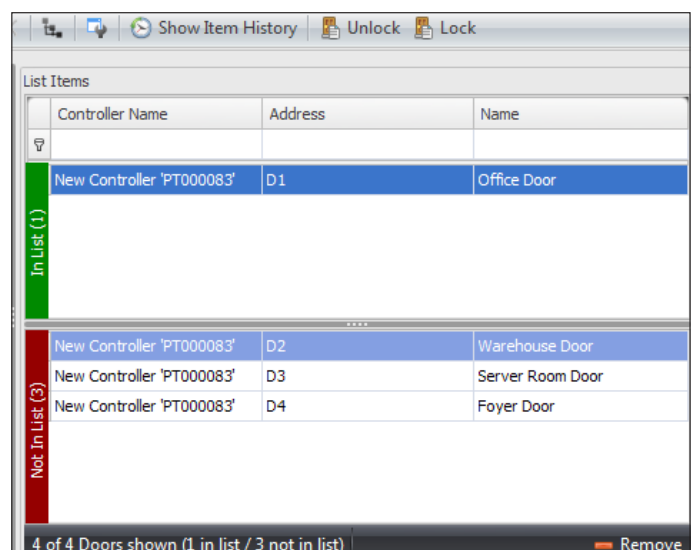 Show Item History Unlock Lock
List Items
Controller Name Address Name
New Controller 'PT000083' D1 Office Door
In List (1)
New Controller 'PT000083' D2 Warehouse Door
New Controller 'PT000083' D3 Server Room Door
New Controller 'PT000083' D4 Foyer Door
Not In List (3)
4 of 4 Doors shown (1 in list / 3 not in list) Remove